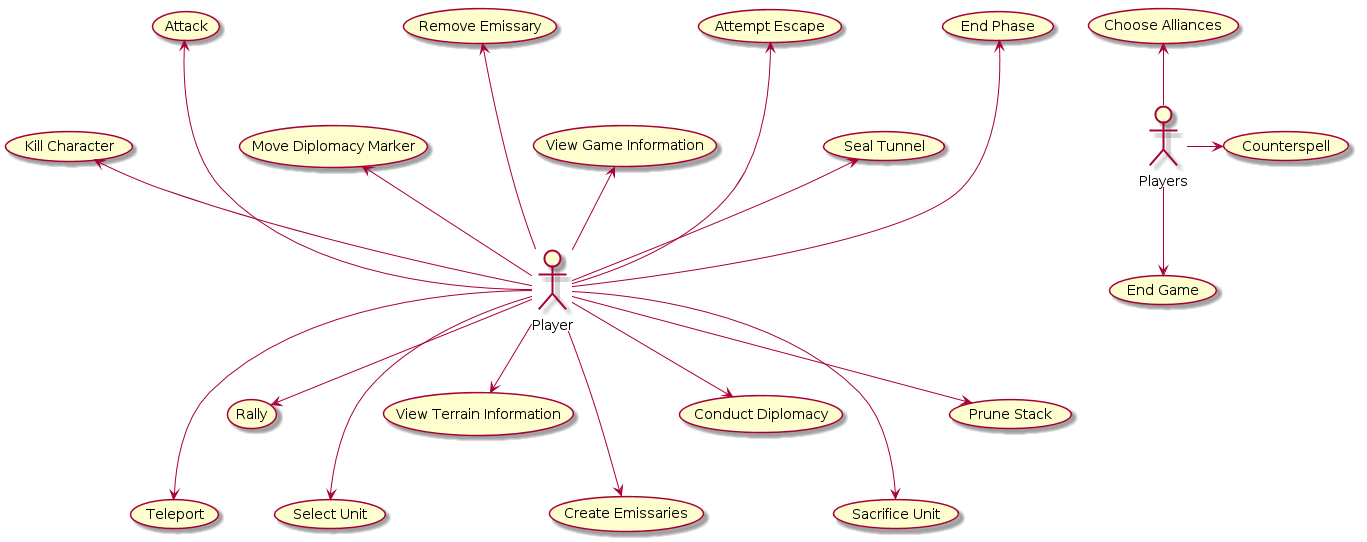 Attack
Remove Emissary
Attempt Escape
End Phase
Choose Alliances
Kill Character
Move Diplomacy Marker
View Game Information
Seal Tunnel
Counterspell
Players
End Game
Player
Rally
View Terrain Information
Conduct Diplomacy
Prune Stack
Teleport
Select Unit
Create Emissaries
Sacrifice Unit